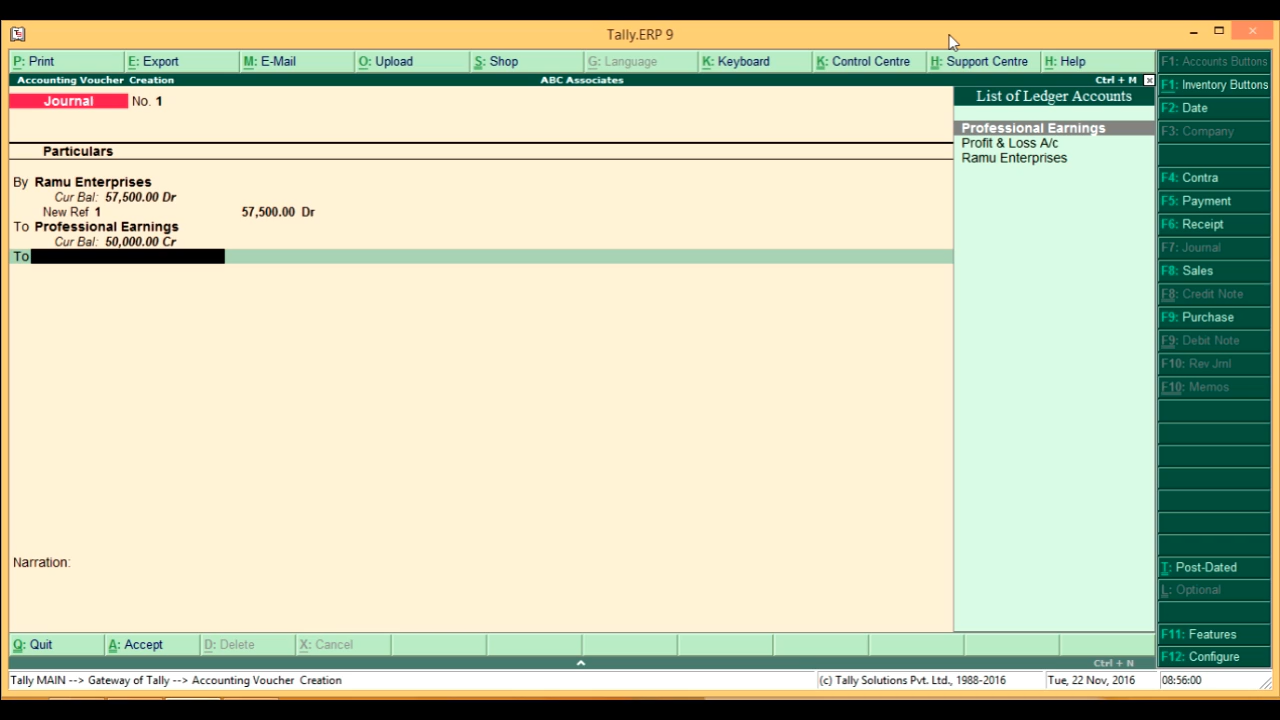 Tally.ERP 9
P: Print E: Export M: E-Mail O: Upload S: Shop G: Language K: Keyboard K: Control Centre H: Support Centre H: Help
Accounting Voucher Creation ABC Associates Ctrl + M
Journal No. 1
Particulars
By Ramu Enterprises
Cur Bal: 57,500.00 Dr
New Ref 1 57,500.00 Dr
To Professional Earnings
Cur Bal: 50,000.00 Cr
To
Narration:
List of Ledger Accounts
Professional Earnings
Profit & Loss A/c
Ramu Enterprises
F1: Accounts Buttons
F1: Inventory Buttons
F2: Date
F3: Company
F4: Contra
F5: Payment
F6: Receipt
F7: Journal
F8: Sales
F8: Credit Note
F9: Purchase
F9: Debit Note
F10: Rev Jrnl
F10: Memos
T: Post-Dated
L: Optional
F11: Features
F12: Configure
Q: Quit A: Accept D: Delete X: Cancel
Ctrl + N
Tally MAIN --> Gateway of Tally --> Accounting Voucher Creation (c) Tally Solutions Pvt. Ltd., 1988-2016 Tue, 22 Nov, 2016 08:56:00